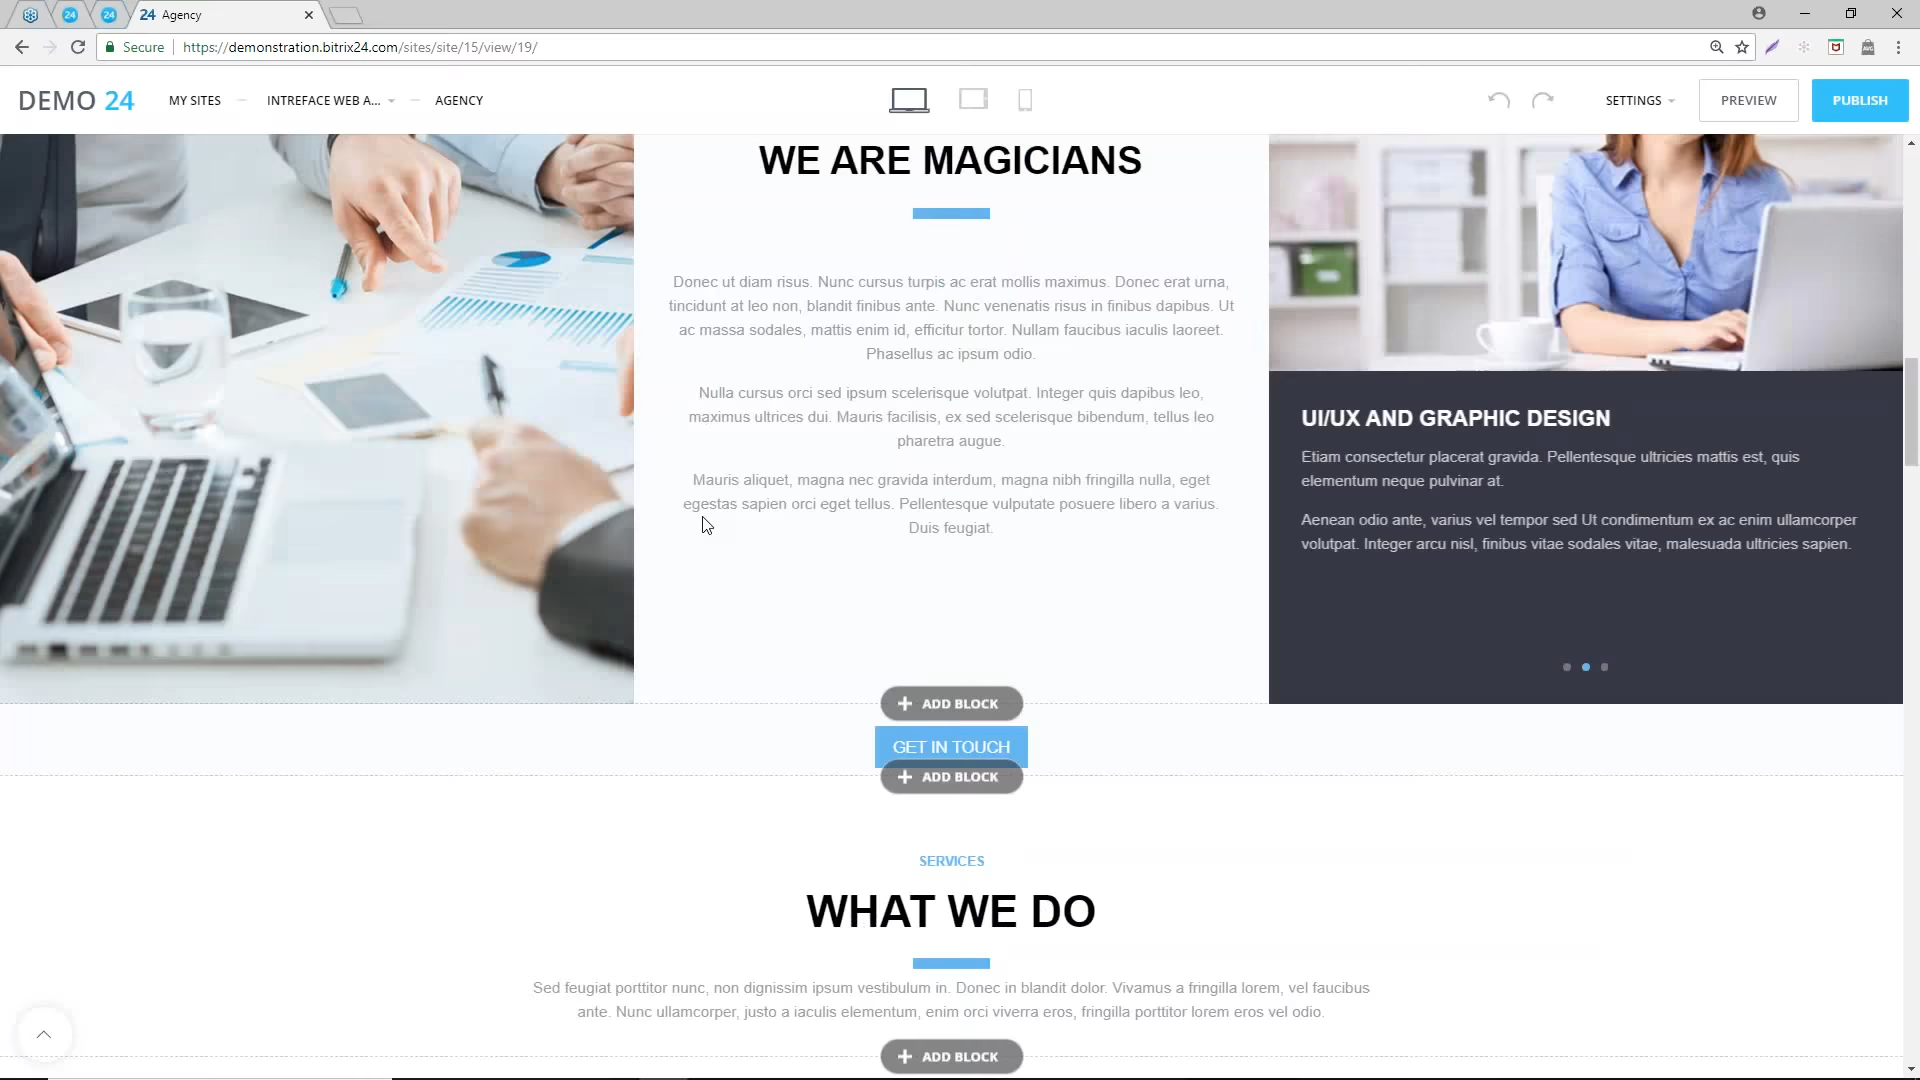 24 Agency
Secure https://demonstration.bitrix24.com/sites/site/15/view/19/
DEMO 24 MY SITES INTREFACE WEB A... AGENCY SETTINGS PREVIEW PUBLISH
WE ARE MAGICIANS
Donec ut diam risus. Nunc cursus turpis ac erat mollis maximus. Donec erat urna,
tincidunt at leo non, blandit finibus ante. Nunc venenatis risus in finibus dapibus. Ut
ac massa sodales, mattis enim id, efficitur tortor. Nullam faucibus iaculis laoreet.
Phasellus ac ipsum odio.
Nulla cursus orci sed ipsum scelerisque volutpat. Integer quis dapibus leo,
maximus ultrices dui. Mauris facilisis, ex sed scelerisque bibendum, tellus leo
pharetra augue.
Mauris aliquet, magna nec gravida interdum, magna nibh fringilla nulla, eget
egestas sapien orci eget tellus. Pellentesque vulputate posuere libero a varius.
Duis feugiat.
UI/UX AND GRAPHIC DESIGN
Etiam consectetur placerat gravida. Pellentesque ultricies mattis est, quis
elementum neque pulvinar at.
Aenean odio ante, varius vel tempor sed Ut condimentum ex ac enim ullamcorper
volutpat. Integer arcu nisl, finibus vitae sodales vitae, malesuada ultricies sapien.
ADD BLOCK
GET IN TOUCH
ADD BLOCK
SERVICES
WHAT WE DO
Sed feugiat porttitor nunc, non dignissim ipsum vestibulum in. Donec in blandit dolor. Vivamus a fringilla lorem, vel faucibus
ante. Nunc ullamcorper, justo a iaculis elementum, enim orci viverra eros, fringilla porttitor lorem eros vel odio.
ADD BLOCK